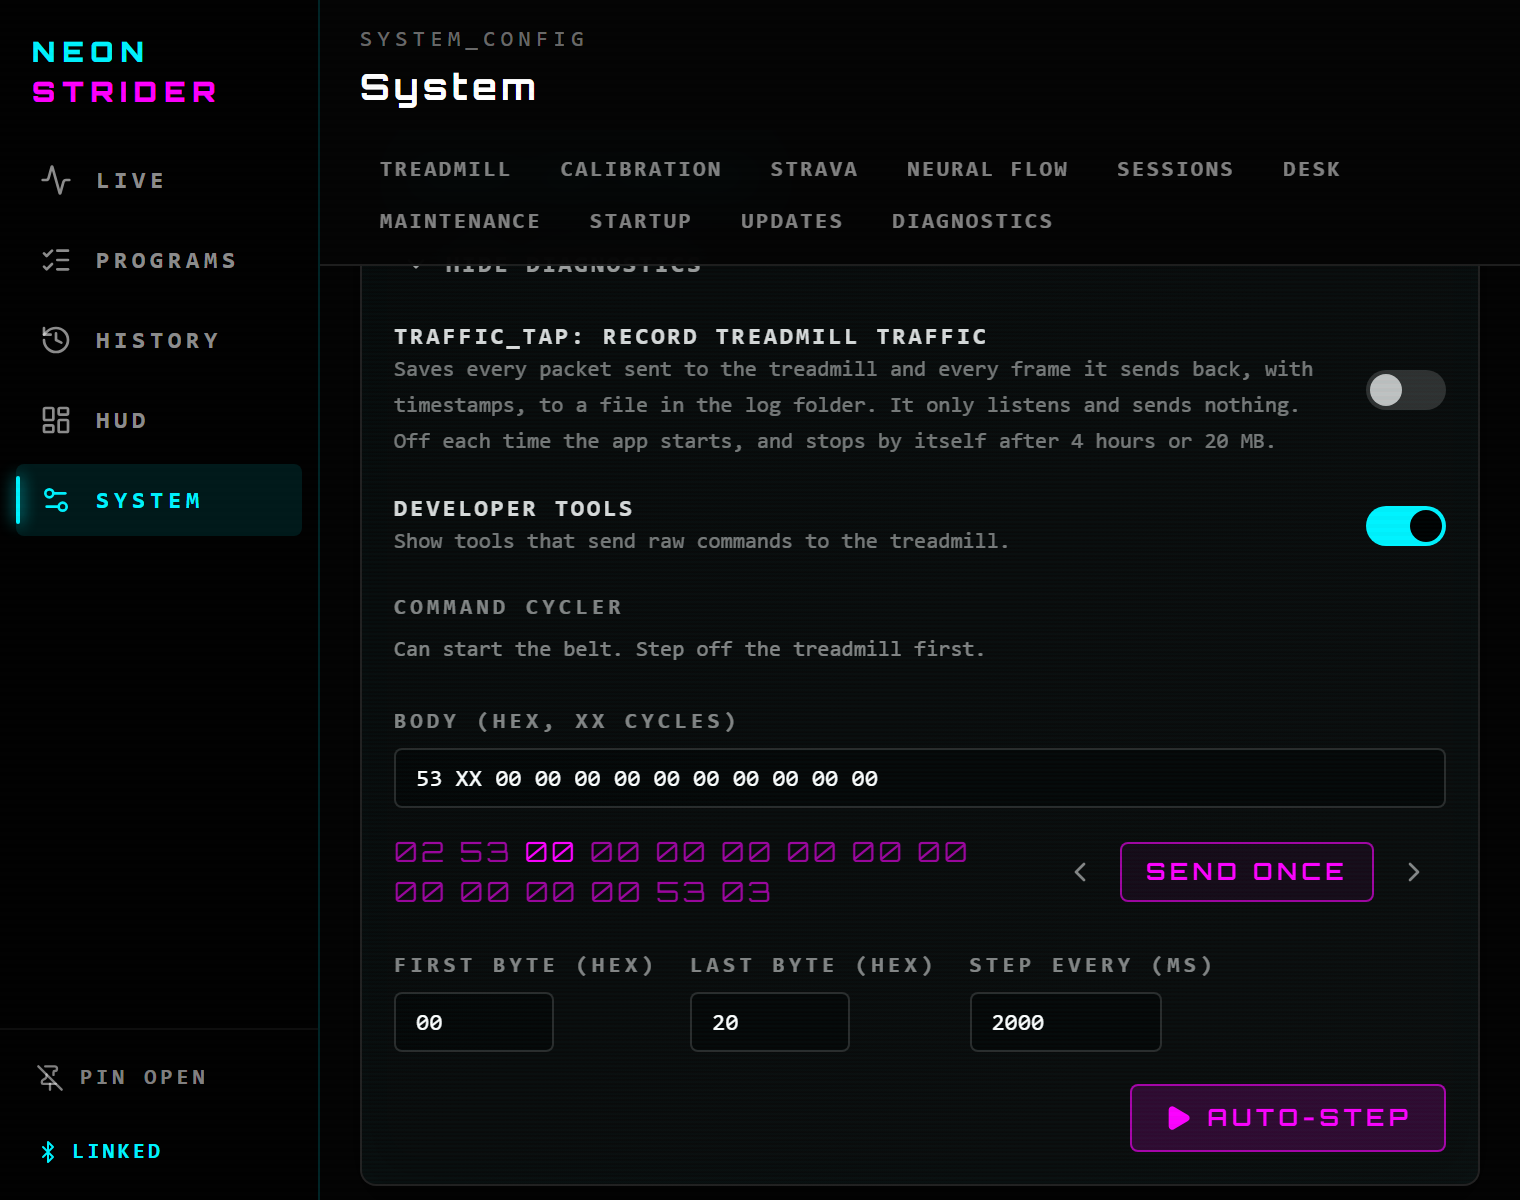 NEON
STRIDER
LIVE
PROGRAMS
HISTORY
HUD
SYSTEM
PIN OPEN
LINKED
SYSTEM_CONFIG
System
TREADMILL CALIBRATION STRAVA NEURAL FLOW SESSIONS DESK
MAINTENANCE STARTUP UPDATES DIAGNOSTICS
HIDE DIAGNOSTICS
TRAFFIC_TAP: RECORD TREADMILL TRAFFIC
Saves every packet sent to the treadmill and every frame it sends back, with
timestamps, to a file in the log folder. It only listens and sends nothing.
Off each time the app starts, and stops by itself after 4 hours or 20 MB.
DEVELOPER TOOLS
Show tools that send raw commands to the treadmill.
COMMAND CYCLER
Can start the belt. Step off the treadmill first.
BODY (HEX, XX CYCLES)
53 XX 00 00 00 00 00 00 00 00 00 00
02 53 00 00 00 00 00 00 00
00 00 00 00 53 03
SEND ONCE
FIRST BYTE (HEX) LAST BYTE (HEX) STEP EVERY (MS)
00 20 2000
AUTO-STEP